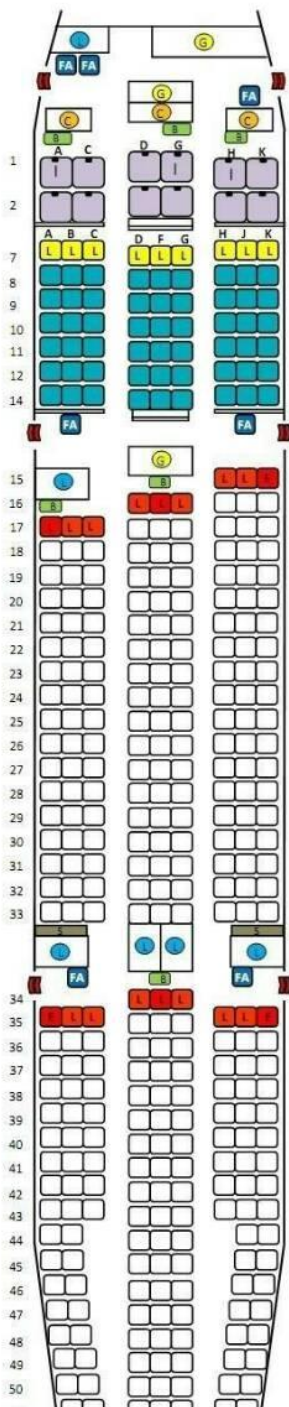 L G
FA FA
G FA
C C C
B B B
A C D G H K
1 I I I
2
A B C D F G H J K
7 L L L L L L L L L
8
9
10
11
12
14
FA FA
G
15 L B L L E
16 B L L L
17 L L L
18
19
20
21
22
23
24
25
26
27
28
29
30
31
32
33
S S
L L L L
FA B FA
34 L L L
35 E L L L L E
36
37
38
39
40
41
42
43
44
45
46
47
48
49
50